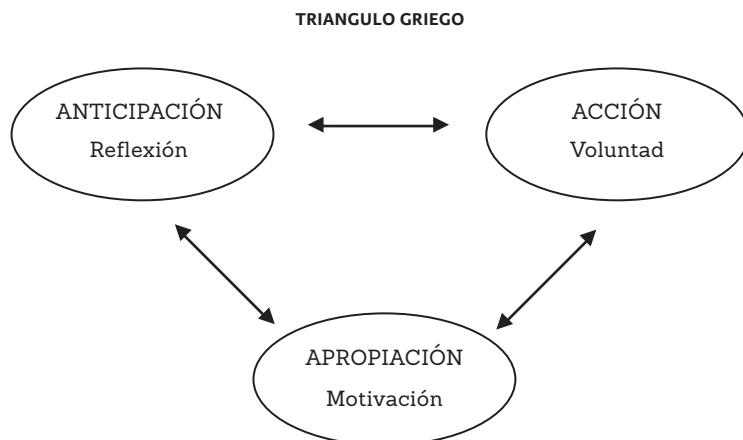 TRIANGULO GRIEGO
ANTICIPACIÓN
Reflexión
ACCIÓN
Voluntad
APROPIACIÓN
Motivación